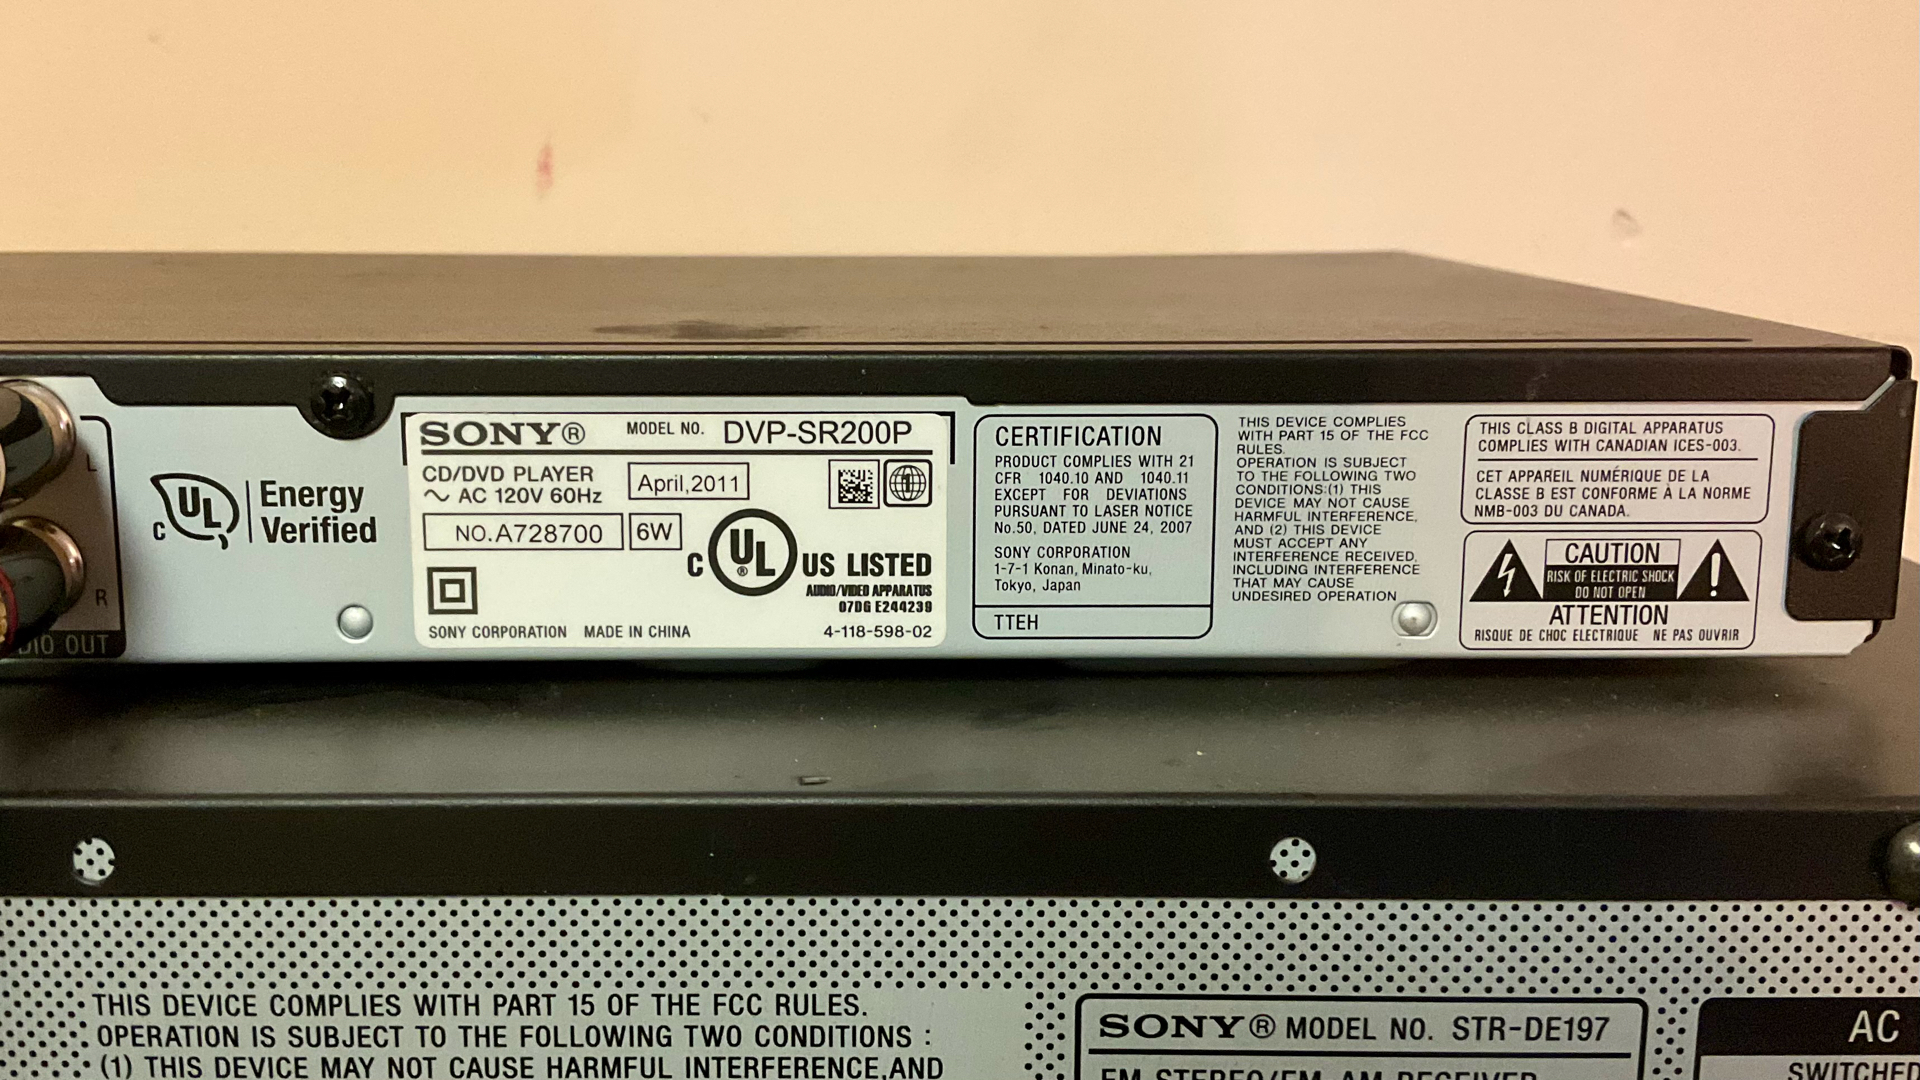 L
R
DIO OUT
C UL Energy
Verified
SONY® MODEL NO. DVP-SR200P
CD/DVD PLAYER
~ AC 120V 60Hz
April,2011
NO.A728700
6W
C UL® US LISTED
AUDIO/VIDEO APPARATUS
07DG E244239
SONY CORPORATION MADE IN CHINA 4-118-598-02
1
CERTIFICATION
PRODUCT COMPLIES WITH 21
CFR 1040.10 AND 1040.11
EXCEPT FOR DEVIATIONS
PURSUANT TO LASER NOTICE
No.50, DATED JUNE 24, 2007
SONY CORPORATION
1-7-1 Konan, Minato-ku,
Tokyo, Japan
TTEH
THIS DEVICE COMPLIES
WITH PART 15 OF THE FCC
RULES.
OPERATION IS SUBJECT
TO THE FOLLOWING TWO
CONDITIONS:(1) THIS
DEVICE MAY NOT CAUSE
HARMFUL INTERFERENCE,
AND (2) THIS DEVICE
MUST ACCEPT ANY
INTERFERENCE RECEIVED,
INCLUDING INTERFERENCE
THAT MAY CAUSE
UNDESIRED OPERATION
THIS CLASS B DIGITAL APPARATUS
COMPLIES WITH CANADIAN ICES-003.
CET APPAREIL NUMÉRIQUE DE LA
CLASSE B EST CONFORME À LA NORME
NMB-003 DU CANADA.
CAUTION
RISK OF ELECTRIC SHOCK
DO NOT OPEN
!
ATTENTION
RISQUE DE CHOC ELECTRIQUE NE PAS OUVRIR
THIS DEVICE COMPLIES WITH PART 15 OF THE FCC RULES.
OPERATION IS SUBJECT TO THE FOLLOWING TWO CONDITIONS :
(1) THIS DEVICE MAY NOT CAUSE HARMFUL INTERFERENCE,AND
SONY® MODEL NO. STR-DE197
FM STEREO/FM-AM RECEIVER
AC
SWITCHED